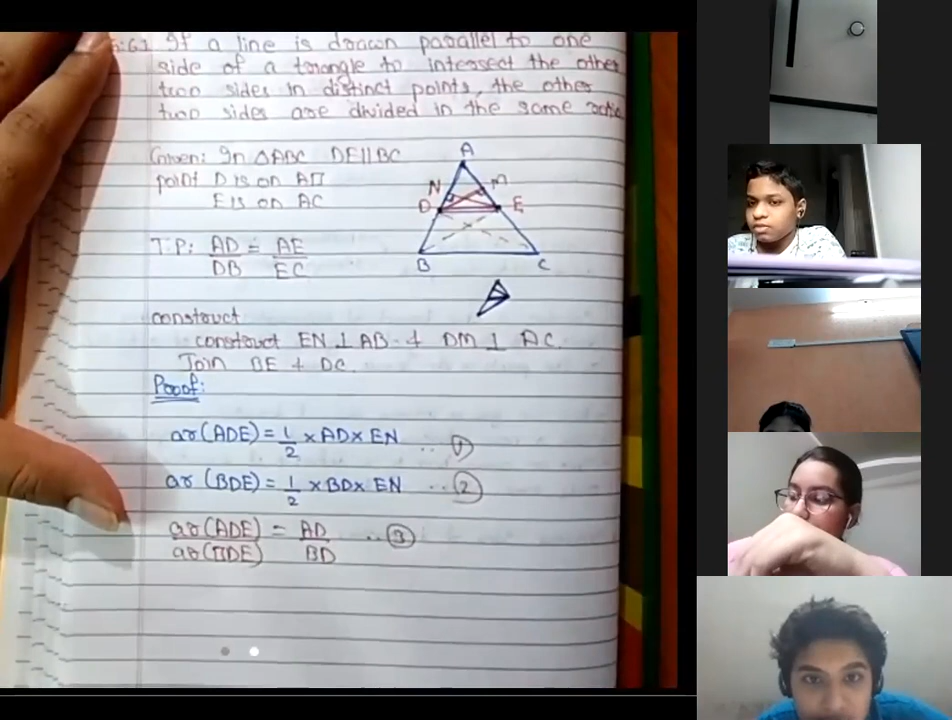 If a line is drawn parallel to one
side of a triangle to intersect the other
two sides in distinct points, the other
two sides are divided in the same ratio
Given: In △ABC DE||BC
point D is on AB
E is on AC
A
N M
D E
B C
T.P: AD/DB = AE/EC
construct
construct EN ⊥ AB & DM ⊥ AC.
Join BE & DC.
Proof:
ar(ADE) = 1/2 × AD × EN .. ①
ar (BDE) = 1/2 × BD × EN .. ②
ar(ADE)/ar(BDE) = AD/BD .. ③